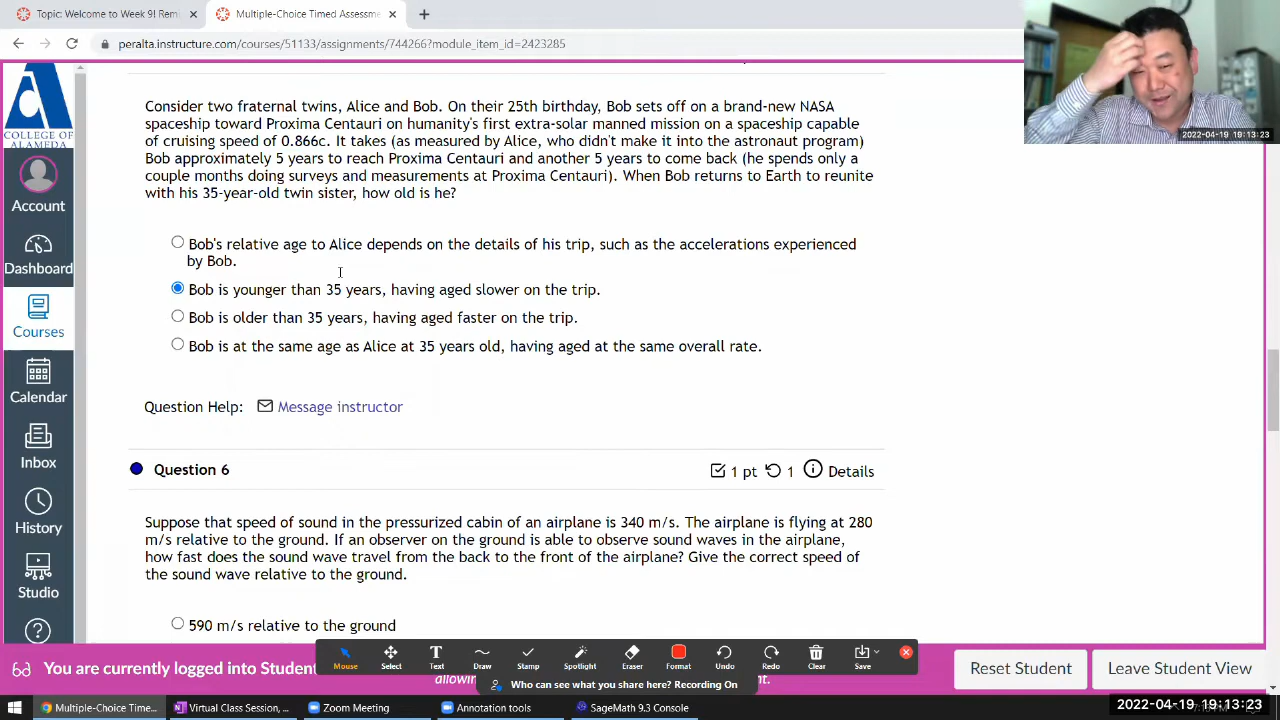 Topic: Welcome to Week 9! Remi
Multiple-Choice Timed Assessme
peralta.instructure.com/courses/51133/assignments/744266?module_item_id=2423285
2022-04-19 19:13:23
COLLEGE OF
ALAMEDA
Account
Dashboard
Courses
Calendar
Inbox
History
Studio
Consider two fraternal twins, Alice and Bob. On their 25th birthday, Bob sets off on a brand-new NASA
spaceship toward Proxima Centauri on humanity's first extra-solar manned mission on a spaceship capable
of cruising speed of 0.866c. It takes (as measured by Alice, who didn't make it into the astronaut program)
Bob approximately 5 years to reach Proxima Centauri and another 5 years to come back (he spends only a
couple months doing surveys and measurements at Proxima Centauri). When Bob returns to Earth to reunite
with his 35-year-old twin sister, how old is he?
Bob's relative age to Alice depends on the details of his trip, such as the accelerations experienced
by Bob.
Bob is younger than 35 years, having aged slower on the trip.
Bob is older than 35 years, having aged faster on the trip.
Bob is at the same age as Alice at 35 years old, having aged at the same overall rate.
Question Help: Message instructor
Question 6
1 pt 1 Details
Suppose that speed of sound in the pressurized cabin of an airplane is 340 m/s. The airplane is flying at 280
m/s relative to the ground. If an observer on the ground is able to observe sound waves in the airplane,
how fast does the sound wave travel from the back to the front of the airplane? Give the correct speed of
the sound wave relative to the ground.
590 m/s relative to the ground
Mouse Select Text Draw Stamp Spotlight Eraser Format Undo Redo Clear Save
You are currently logged into Student
Who can see what you share here? Recording On
Reset Student
Leave Student View
Multiple-Choice Time...
Virtual Class Session, ...
Zoom Meeting
Annotation tools
SageMath 9.3 Console
2022-04-19 19:13:23